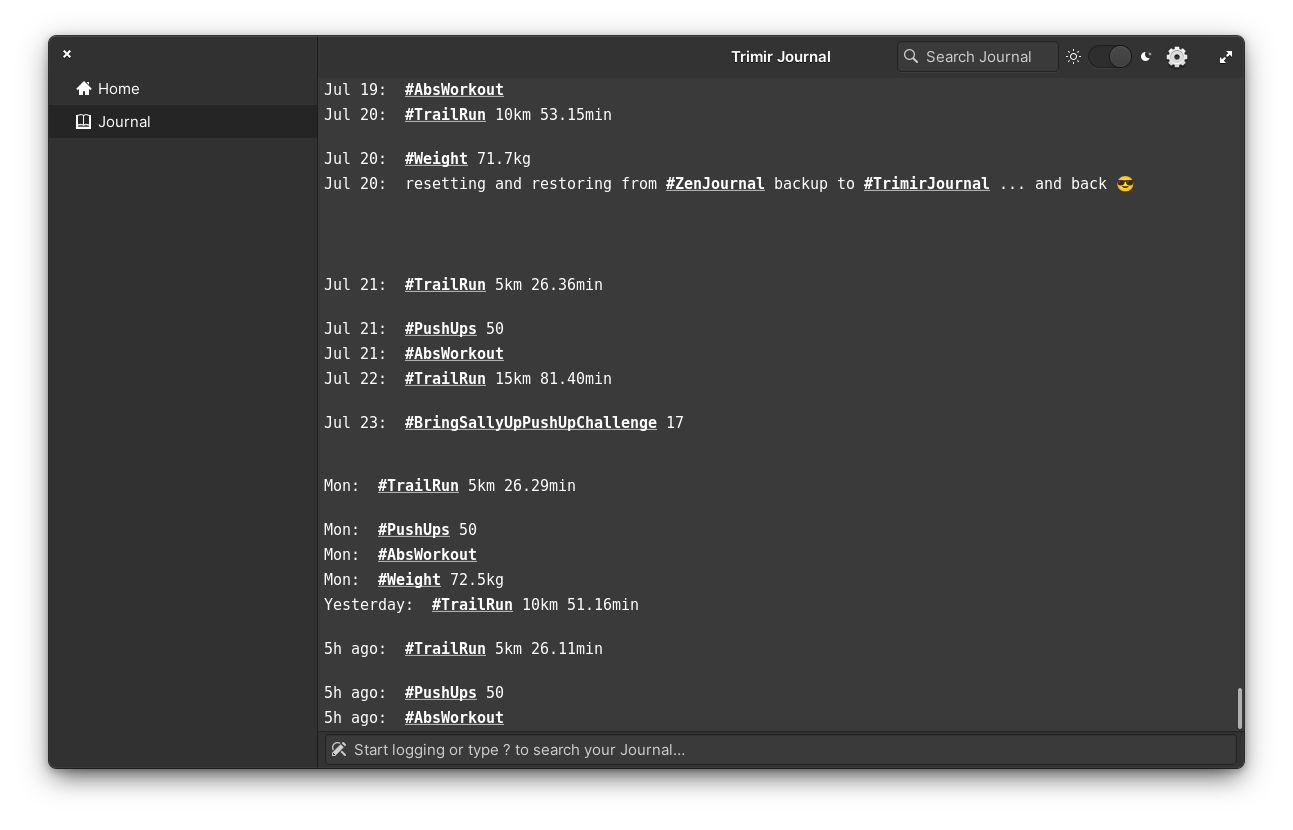 Trimir Journal
Search Journal
Home
Journal
Jul 19: #AbsWorkout
Jul 20: #TrailRun 10km 53.15min
Jul 20: #Weight 71.7kg
Jul 20: resetting and restoring from #ZenJournal backup to #TrimirJournal ... and back 😎
Jul 21: #TrailRun 5km 26.36min
Jul 21: #PushUps 50
Jul 21: #AbsWorkout
Jul 22: #TrailRun 15km 81.40min
Jul 23: #BringSallyUpPushUpChallenge 17
Mon: #TrailRun 5km 26.29min
Mon: #PushUps 50
Mon: #AbsWorkout
Mon: #Weight 72.5kg
Yesterday: #TrailRun 10km 51.16min
5h ago: #TrailRun 5km 26.11min
5h ago: #PushUps 50
5h ago: #AbsWorkout
Start logging or type ? to search your Journal...